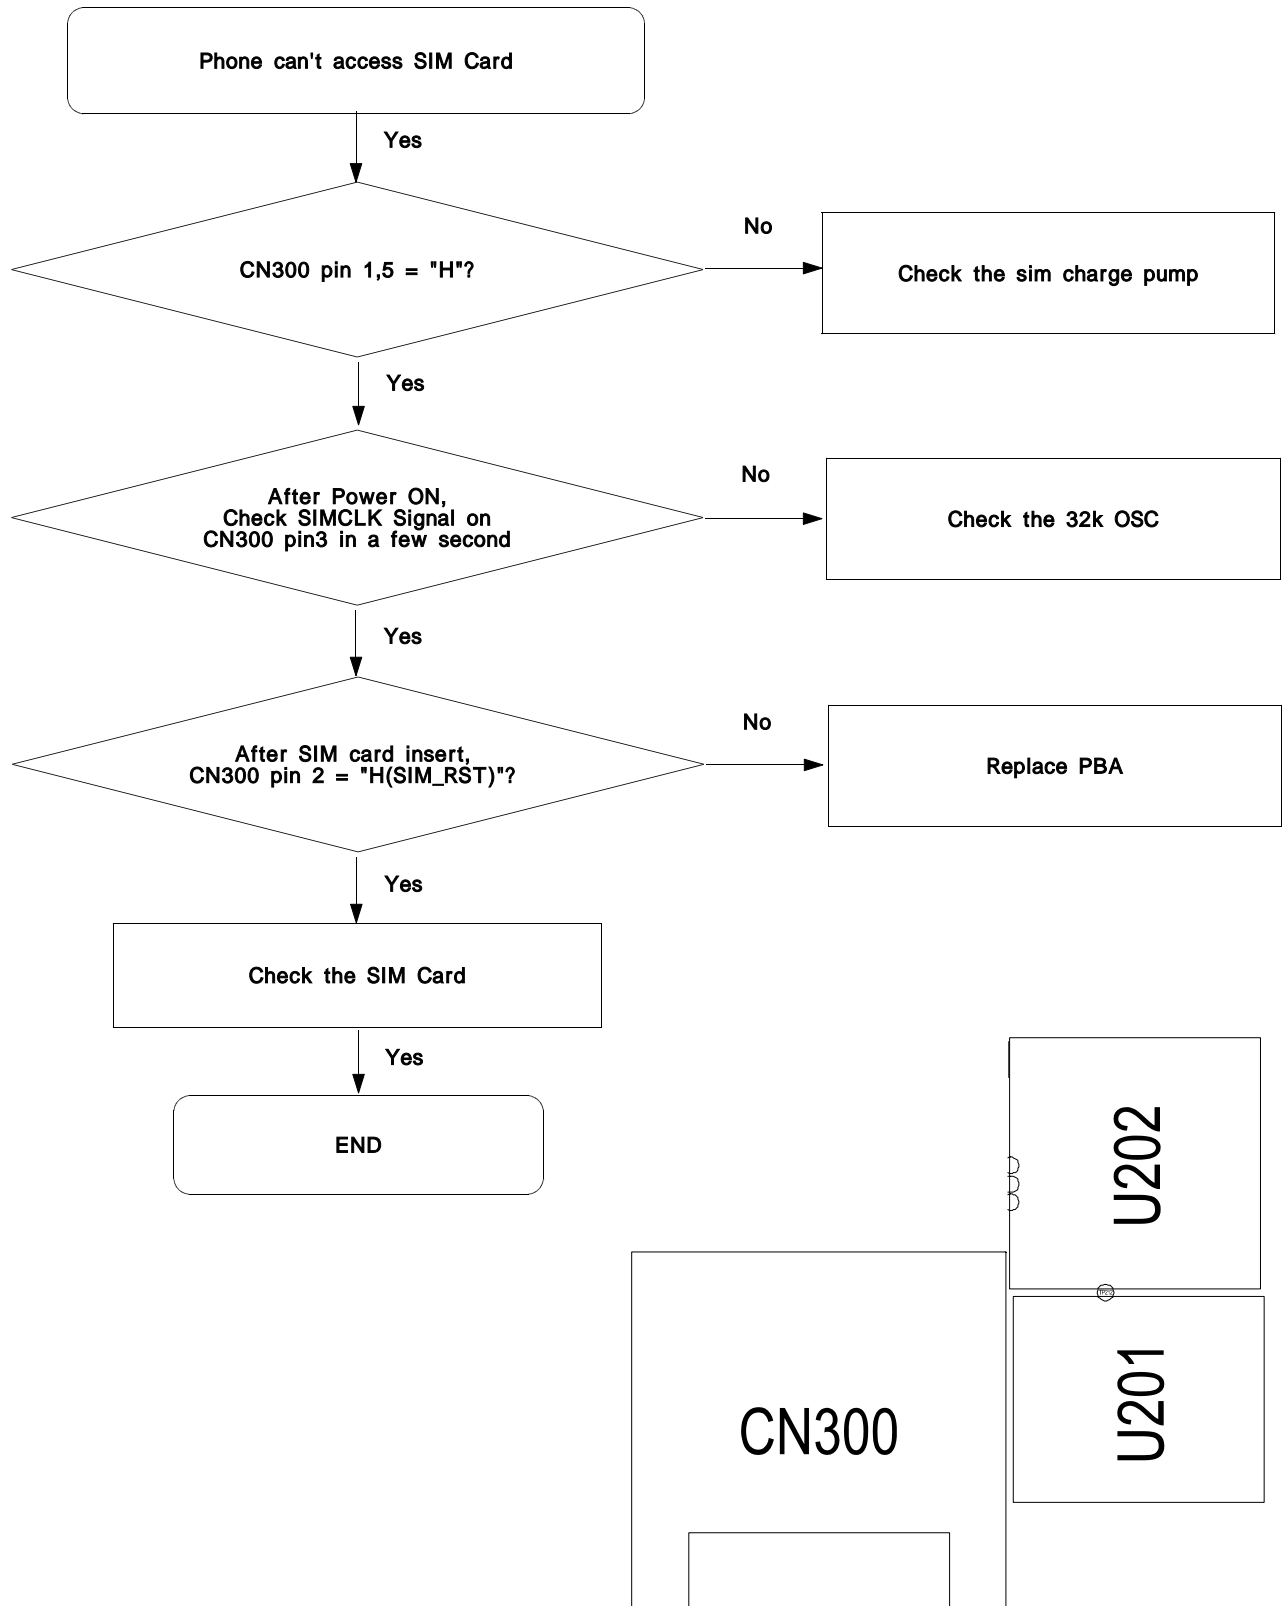 Phone can't access SIM Card
Yes
CN300 pin 1,5 = "H"?
No
Check the sim charge pump
Yes
After Power ON,
Check SIMCLK Signal on
CN300 pin3 in a few second
No
Check the 32k OSC
Yes
After SIM card insert,
CN300 pin 2 = "H(SIM_RST)"?
No
Replace PBA
Yes
Check the SIM Card
Yes
END
U202
U201
CN300